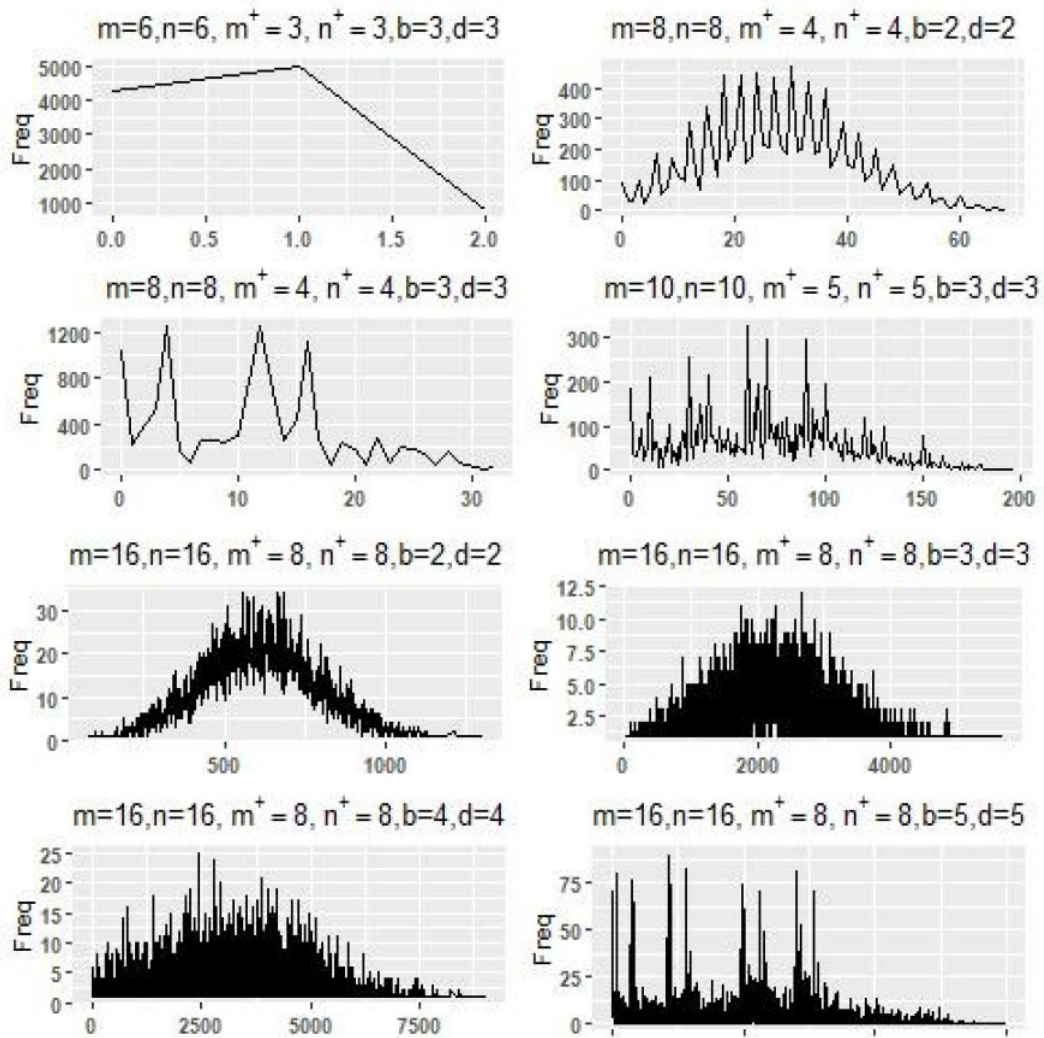 m=6,n=6, m⁺ = 3, n⁺ = 3,b=3,d=3
5000
4000
3000
2000
1000
Freq
0.0 0.5 1.0 1.5 2.0
m=8,n=8, m⁺ = 4, n⁺ = 4,b=2,d=2
400
300
200
100
0
Freq
0 20 40 60
m=8,n=8, m⁺ = 4, n⁺ = 4,b=3,d=3
1200
800
400
0
Freq
0 10 20 30
m=10,n=10, m⁺ = 5, n⁺ = 5,b=3,d=3
300
200
100
0
Freq
0 50 100 150 200
m=16,n=16, m⁺ = 8, n⁺ = 8,b=2,d=2
30
20
10
0
Freq
500 1000
m=16,n=16, m⁺ = 8, n⁺ = 8,b=3,d=3
12.5
10.0
7.5
5.0
2.5
Freq
0 2000 4000
m=16,n=16, m⁺ = 8, n⁺ = 8,b=4,d=4
25
20
15
10
5
0
Freq
0 2500 5000 7500
m=16,n=16, m⁺ = 8, n⁺ = 8,b=5,d=5
75
50
25
0
Freq